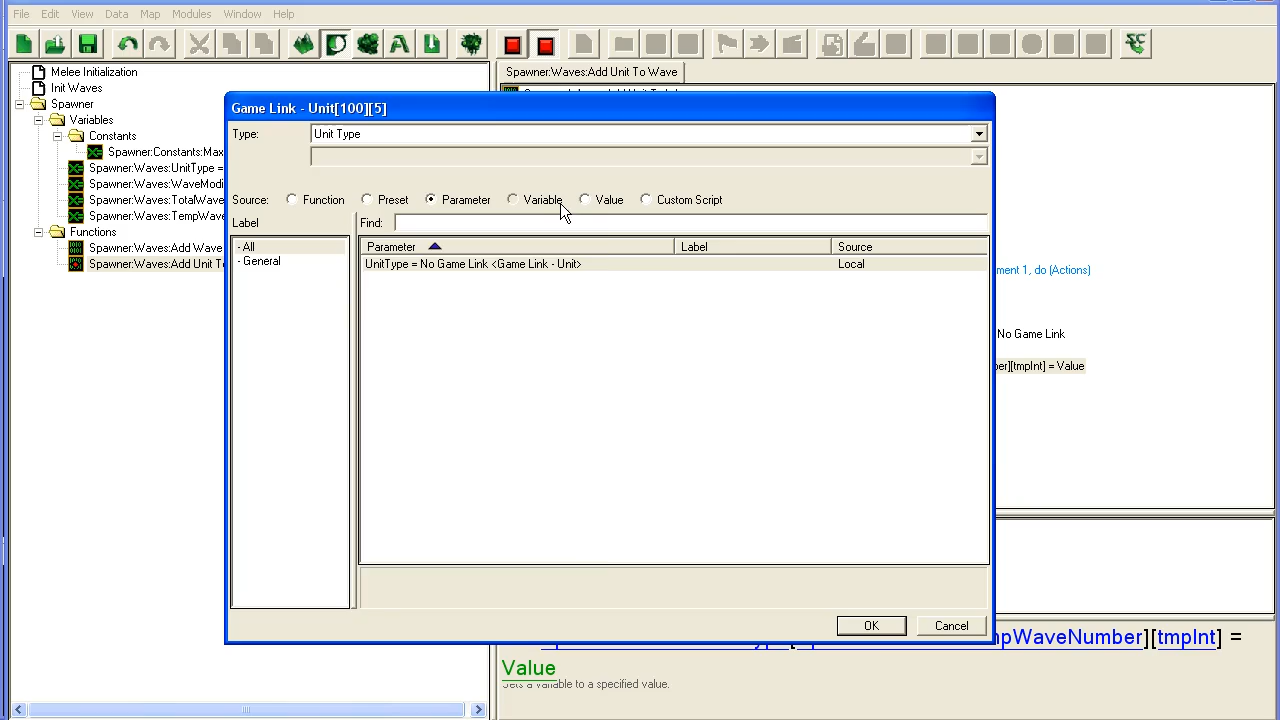 File Edit View Data Map Modules Window Help
Melee Initialization
Init Waves
Spawner
Variables
Constants
Spawner:Constants:Max
Spawner:Waves:UnitType =
Spawner:Waves:WaveModi
Spawner:Waves:TotalWave
Spawner:Waves:TempWave
Functions
Spawner:Waves:Add Wave
Spawner:Waves:Add Unit T
Spawner:Waves:Add Unit To Wave
Game Link - Unit[100][5]
Type: Unit Type
Source: Function Preset Parameter Variable Value Custom Script
Label Find:
- All
- General
Parameter Label Source
UnitType = No Game Link <Game Link - Unit> Local
OK Cancel
ment 1, do (Actions)
No Game Link
er][tmpInt] = Value
mpWaveNumber][tmpInt] =
Value
Sets a variable to a specified value.